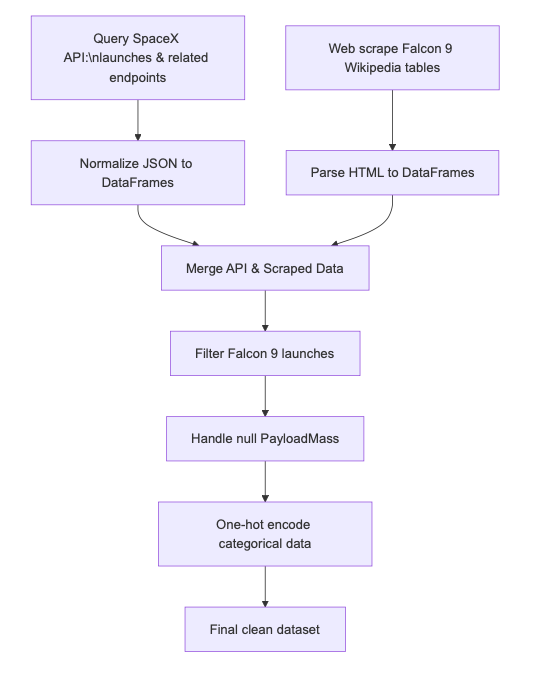 Query SpaceX
API:\nlaunches & related
endpoints
Web scrape Falcon 9
Wikipedia tables
Normalize JSON to
DataFrames
Parse HTML to DataFrames
Merge API & Scraped Data
Filter Falcon 9 launches
Handle null PayloadMass
One-hot encode
categorical data
Final clean dataset